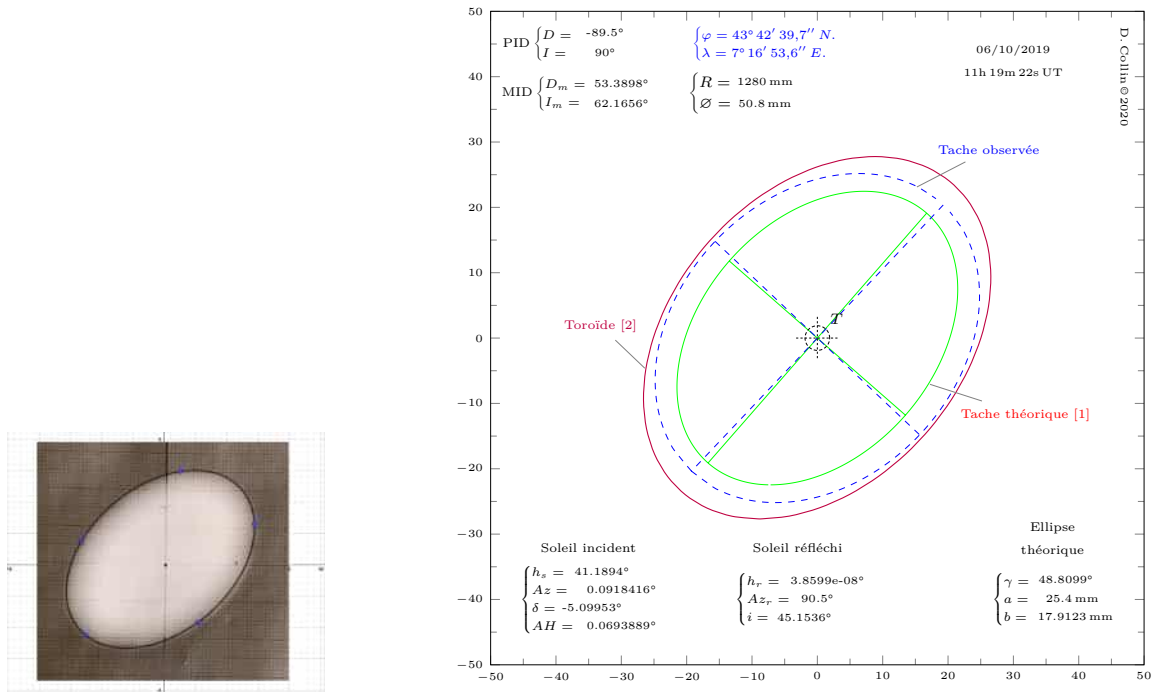 PID D = -89.5°
I = 90°
φ = 43° 42′ 39,7″ N.
λ = 7° 16′ 53,6″ E.
06/10/2019
11h 19m 22s UT
D. Collin © 2020
MID Dm = 53.3898°
Im = 62.1656°
R = 1280 mm
∅ = 50.8 mm
Tache observée
Toroïde [2]
T
Tache théorique [1]
Soleil incident
hs = 41.1894°
Az = 0.0918416°
δ = -5.09953°
AH = 0.0693889°
Soleil réfléchi
hr = 3.8599e-08°
Azr = 90.5°
i = 45.1536°
Ellipse
théorique
γ = 48.8099°
a = 25.4 mm
b = 17.9123 mm
50
40
30
20
10
0
−10
−20
−30
−40
−50
−50 −40 −30 −20 −10 0 10 20 30 40 50